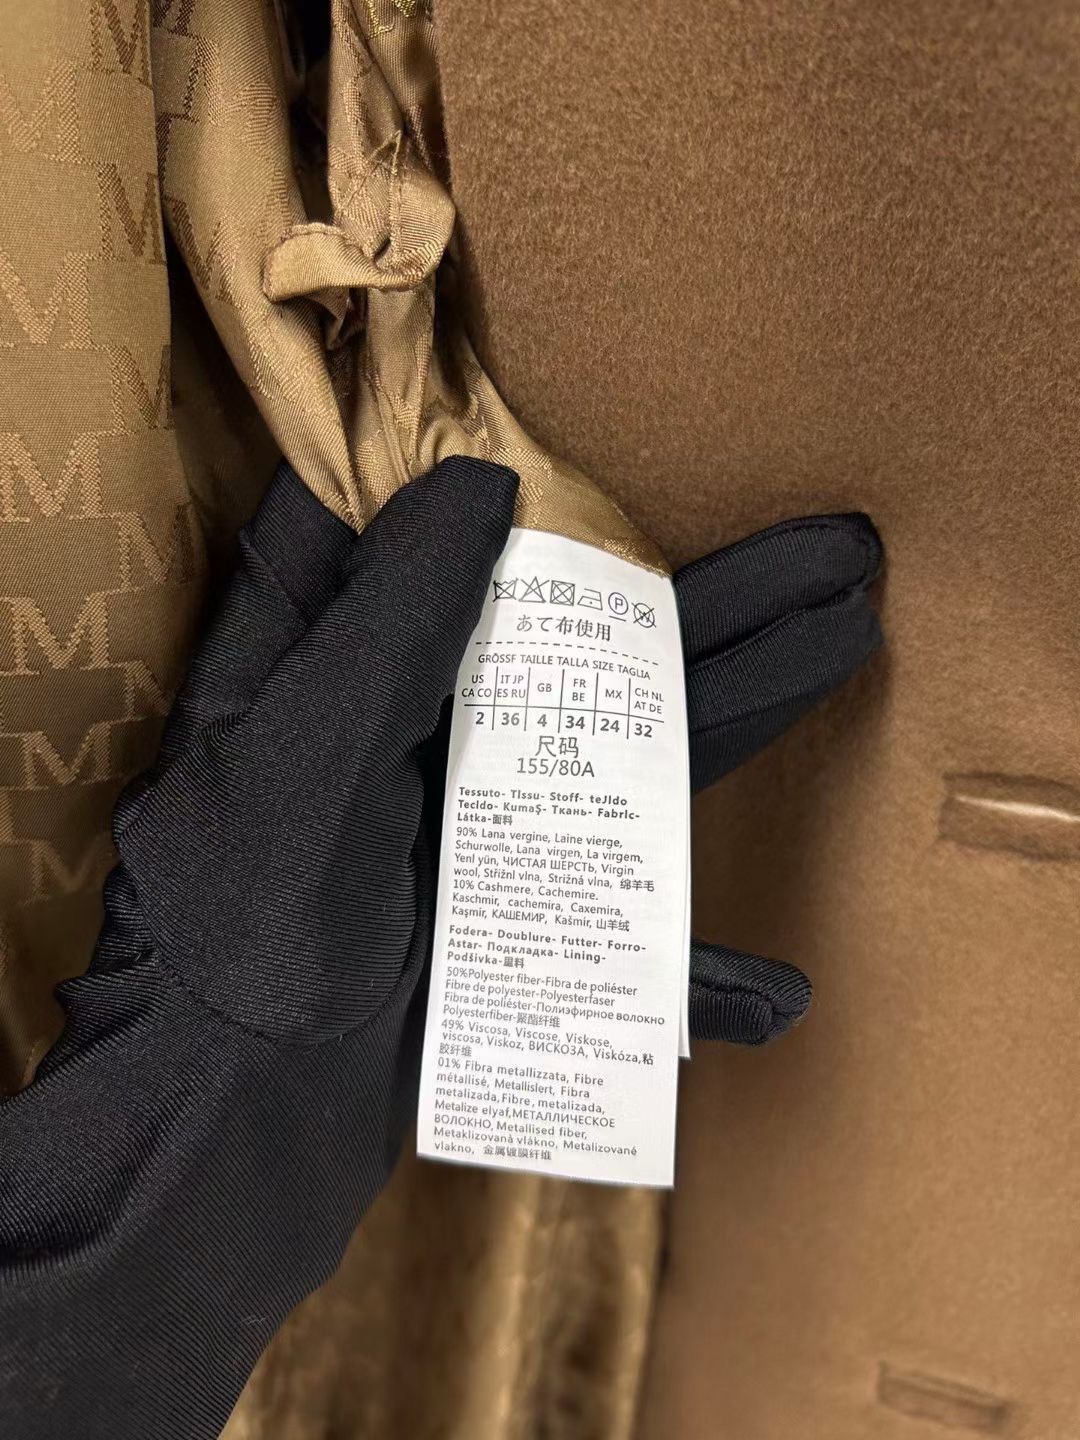 あて布使用
GRÖSSF TAILLE TALLA SIZE TAGLIA
US CA CO IT JP ES RU GB FR BE MX CH NL AT DE
2 36 4 34 24 32
尺码
155/80A
Tessuto- TIssu- Stoff- teJIdo
TecIdo- KumaŞ- Ткань- FabrIc-
Látka-面料
90% Lana vergine, Laine vierge,
Schurwolle, Lana virgen, La virgem,
Yenl yün, ЧИСТАЯ ШЕРСТЬ, Virgin
wool, Střižnl vlna, Strižná vlna, 绵羊毛
10% Cashmere, Cachemire.
Kaschmir, cachemira, Caxemira,
Kaşmir, КАШЕМИР, Kašmir, 山羊绒
Fodera- Doublure- Futter- Forro-
Astar- Подкладка- Lining-
Podšivka-里料
50%Polyester fiber-Fibra de poliéster
Fibre de polyester-Polyesterfaser
Fibra de poliéster-Полиэфирное волокно
Polyesterfiber-聚酯纤维
49% Viscosa, Viscose, Viskose,
viscosa, Viskoz, ВИСКОЗА, Viskóza,粘
胶纤维
01% Fibra metallizzata, Fibre
métallisé, Metallislert, Fibra
metalizada,Fibre, metalizada,
Metalize elyaf,МЕТАЛЛИЧЕСКОЕ
ВОЛОКНО, Metallised fiber,
Metaklizovanà vlákno, Metalizované
vlakno, 金属镀膜纤维